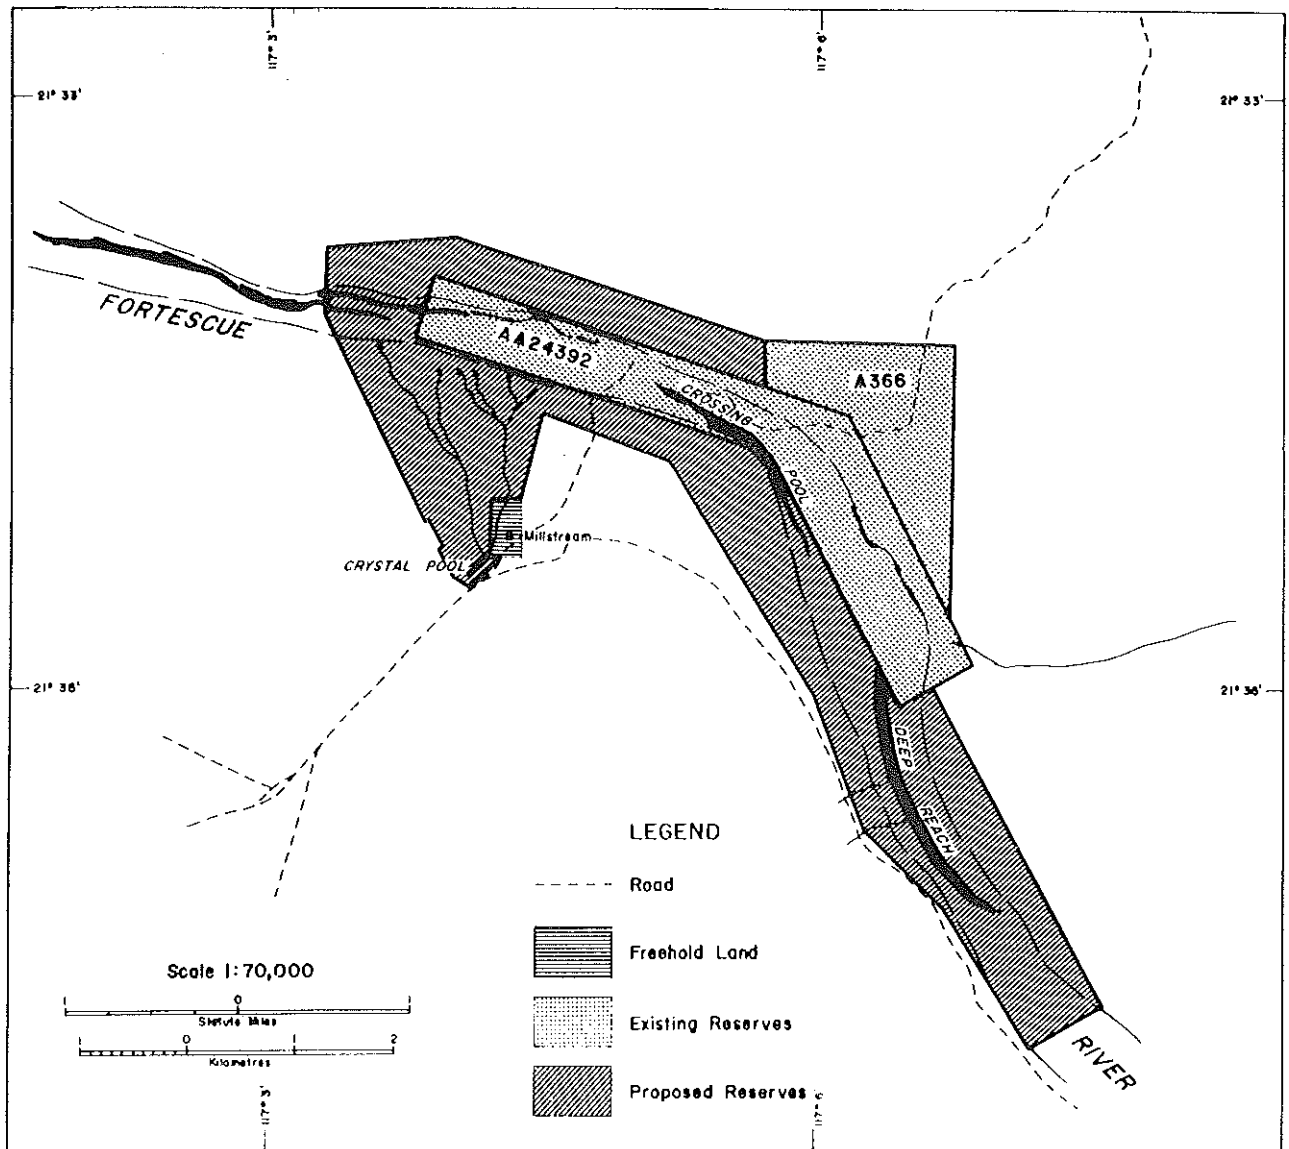 117° 3'
117° 6'
21° 33'
21° 33'
FORTESCUE
AA24392
A366
CROSSING
POOL
Millstream
CRYSTAL POOL
21° 36'
21° 36'
DEEP
REACH
LEGEND
Road
Freehold Land
Existing Reserves
Proposed Reserves
Scale 1:70,000
1 0 1
Statute Miles
1 0 1 2
Kilometres
RIVER
117° 3'
117° 6'